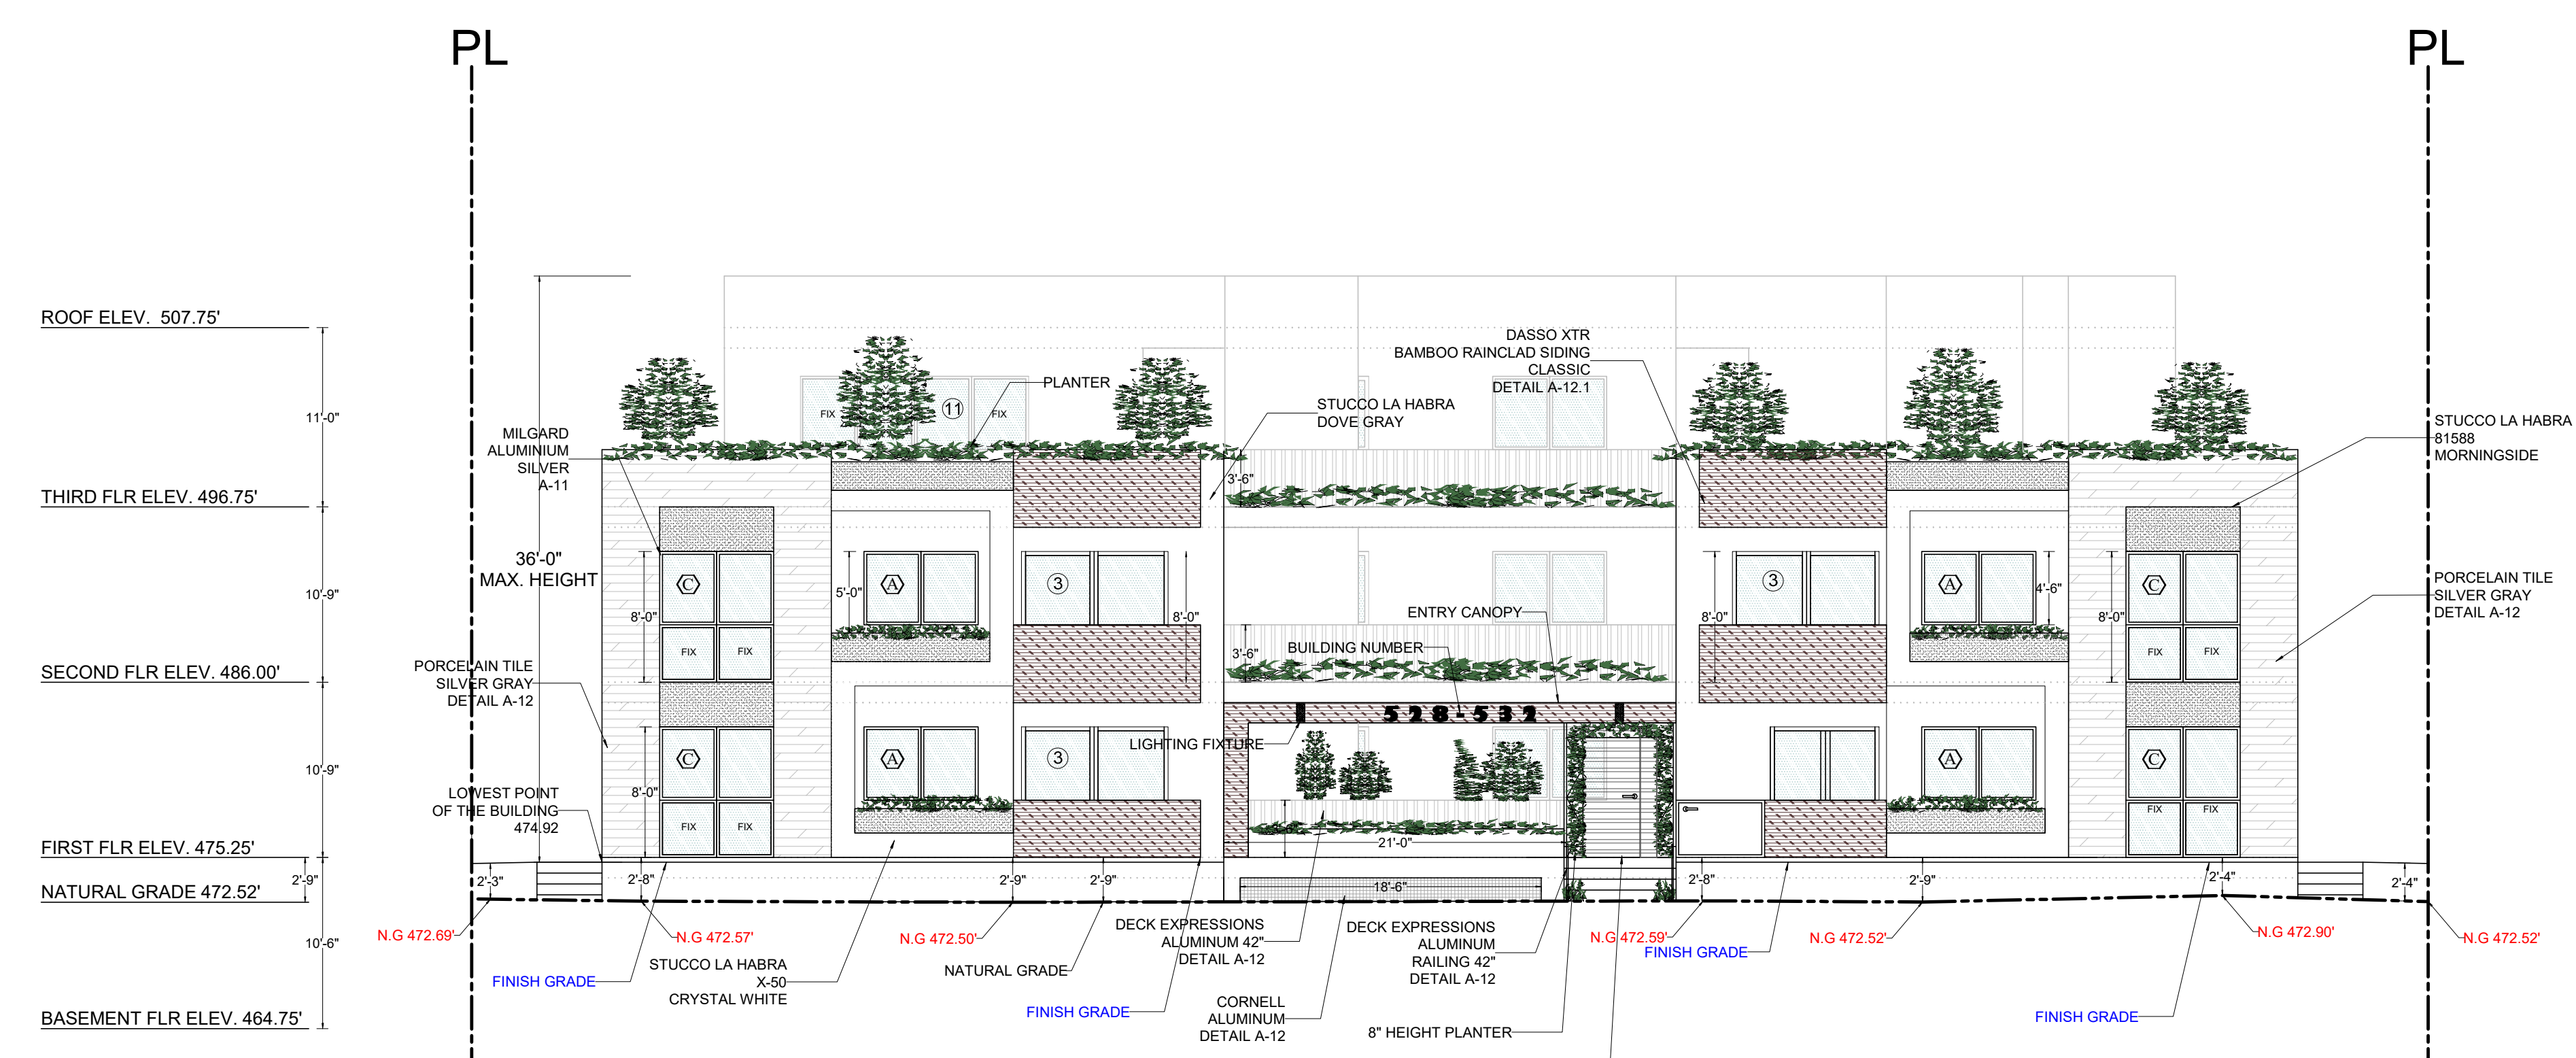 PL
PL
ROOF ELEV. 507.75'
11'-0"
THIRD FLR ELEV. 496.75'
10'-9"
SECOND FLR ELEV. 486.00'
10'-9"
FIRST FLR ELEV. 475.25'
2'-9"
NATURAL GRADE 472.52'
10'-6"
BASEMENT FLR ELEV. 464.75'
MILGARD
ALUMINIUM
SILVER
A-11
36'-0"
MAX. HEIGHT
PORCELAIN TILE
SILVER GRAY
DETAIL A-12
LOWEST POINT
OF THE BUILDING
474.92
FIX
11
FIX
PLANTER
STUCCO LA HABRA
DOVE GRAY
DASSO XTR
BAMBOO RAINCLAD SIDING
CLASSIC
DETAIL A-12.1
STUCCO LA HABRA
81588
MORNINGSIDE
PORCELAIN TILE
SILVER GRAY
DETAIL A-12
3'-6"
C
8'-0"
FIX
FIX
5'-0"
A
3
8'-0"
3'-6"
ENTRY CANOPY
BUILDING NUMBER
8'-0"
3
A
4'-6"
8'-0"
C
FIX
FIX
528-532
LIGHTING FIXTURE
C
8'-0"
FIX
FIX
A
3
21'-0"
18'-6"
A
C
FIX
FIX
2'-3"
2'-8"
2'-9"
2'-9"
2'-8"
2'-9"
2'-4"
2'-4"
N.G 472.69'
N.G 472.57'
N.G 472.50'
N.G 472.59'
N.G 472.52'
N.G 472.90'
N.G 472.52'
FINISH GRADE
STUCCO LA HABRA
X-50
CRYSTAL WHITE
NATURAL GRADE
FINISH GRADE
DECK EXPRESSIONS
ALUMINUM 42"
DETAIL A-12
CORNELL
ALUMINUM
DETAIL A-12
DECK EXPRESSIONS
ALUMINUM
RAILING 42"
DETAIL A-12
8" HEIGHT PLANTER
FINISH GRADE
FINISH GRADE